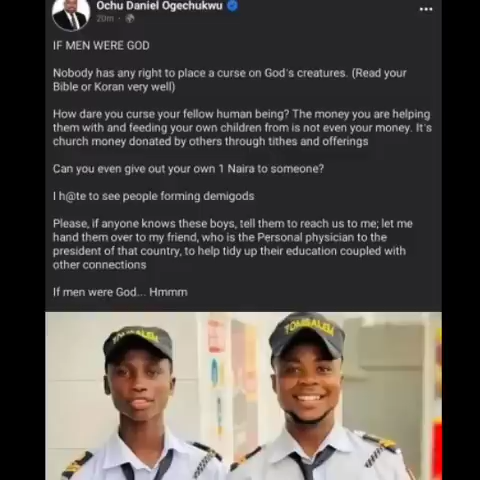 Ochu Daniel Ogechukwu
20m ·
IF MEN WERE GOD
Nobody has any right to place a curse on God's creatures. (Read your
Bible or Koran very well)
How dare you curse your fellow human being? The money you are helping
them with and feeding your own children from is not even your money. It's
church money donated by others through tithes and offerings
Can you even give out your own 1 Naira to someone?
I h@te to see people forming demigods
Please, if anyone knows these boys, tell them to reach us to me; let me
hand them over to my friend, who is the Personal physician to the
president of that country, to help tidy up their education coupled with
other connections
If men were God... Hmmm
TOMSALEM
TOMSALEM